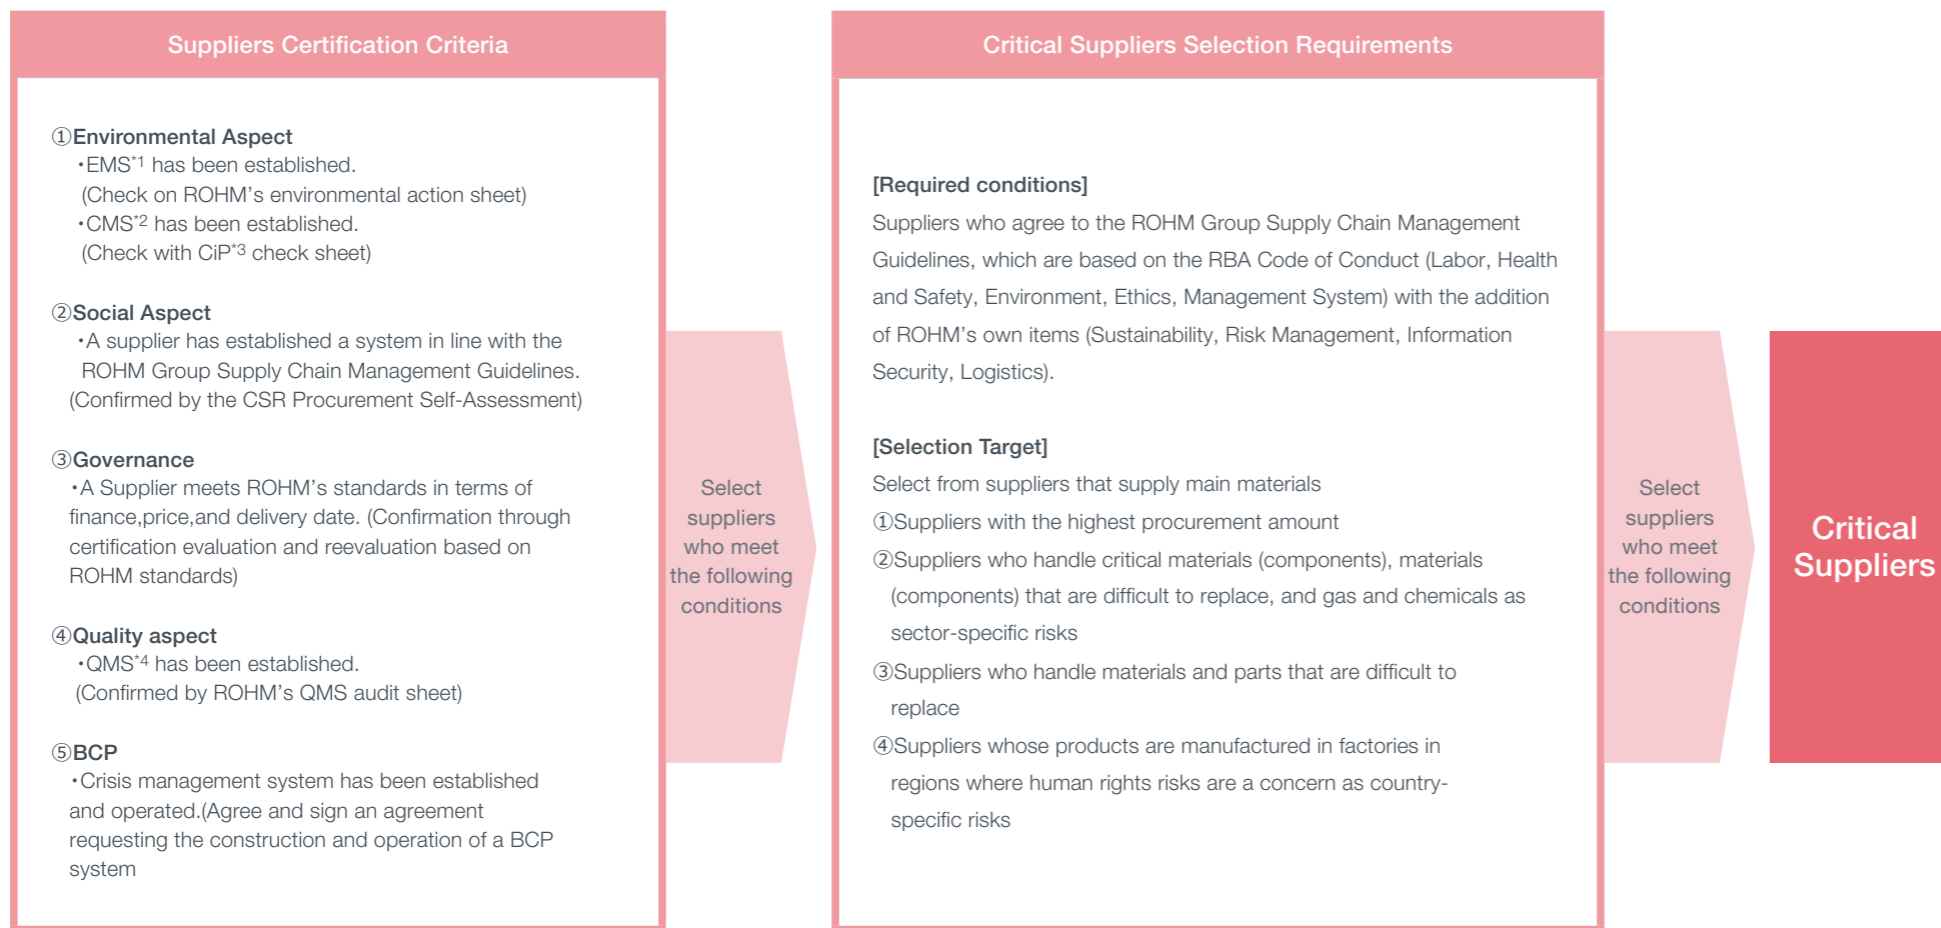 Suppliers Certification Criteria
①Environmental Aspect
・EMS*1 has been established.
(Check on ROHM's environmental action sheet)
・CMS*2 has been established.
(Check with CiP*3 check sheet)
②Social Aspect
・A supplier has established a system in line with the
ROHM Group Supply Chain Management Guidelines.
(Confirmed by the CSR Procurement Self-Assessment)
③Governance
・A Supplier meets ROHM's standards in terms of
finance,price,and delivery date. (Confirmation through
certification evaluation and reevaluation based on
ROHM standards)
④Quality aspect
・QMS*4 has been established.
(Confirmed by ROHM's QMS audit sheet)
⑤BCP
・Crisis management system has been established
and operated.(Agree and sign an agreement
requesting the construction and operation of a BCP
system
Select
suppliers
who meet
the following
conditions
Critical Suppliers Selection Requirements
[Required conditions]
Suppliers who agree to the ROHM Group Supply Chain Management
Guidelines, which are based on the RBA Code of Conduct (Labor, Health
and Safety, Environment, Ethics, Management System) with the addition
of ROHM's own items (Sustainability, Risk Management, Information
Security, Logistics).
[Selection Target]
Select from suppliers that supply main materials
①Suppliers with the highest procurement amount
②Suppliers who handle critical materials (components), materials
(components) that are difficult to replace, and gas and chemicals as
sector-specific risks
③Suppliers who handle materials and parts that are difficult to
replace
④Suppliers whose products are manufactured in factories in
regions where human rights risks are a concern as country-
specific risks
Select
suppliers
who meet
the following
conditions
Critical
Suppliers